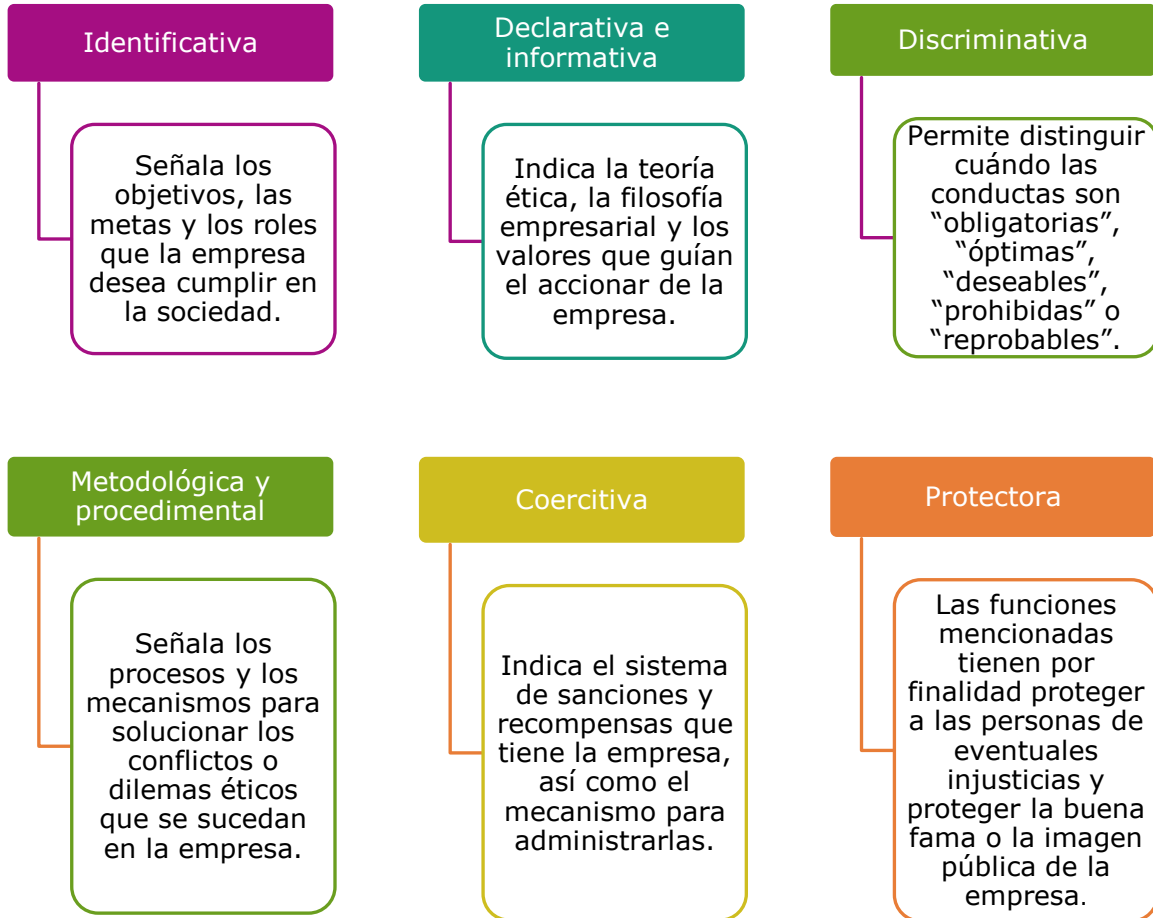 Identificativa
Señala los
objetivos, las
metas y los roles
que la empresa
desea cumplir en
la sociedad.
Declarativa e
informativa
Indica la teoría
ética, la filosofía
empresarial y los
valores que guían
el accionar de la
empresa.
Discriminativa
Permite distinguir
cuándo las
conductas son
“obligatorias”,
“óptimas”,
“deseables”,
“prohibidas” o
“reprobables”.
Metodológica y
procedimental
Señala los
procesos y los
mecanismos para
solucionar los
conflictos o
dilemas éticos
que se sucedan
en la empresa.
Coercitiva
Indica el sistema
de sanciones y
recompensas que
tiene la empresa,
así como el
mecanismo para
administrarlas.
Protectora
Las funciones
mencionadas
tienen por
finalidad proteger
a las personas de
eventuales
injusticias y
proteger la buena
fama o la imagen
pública de la
empresa.